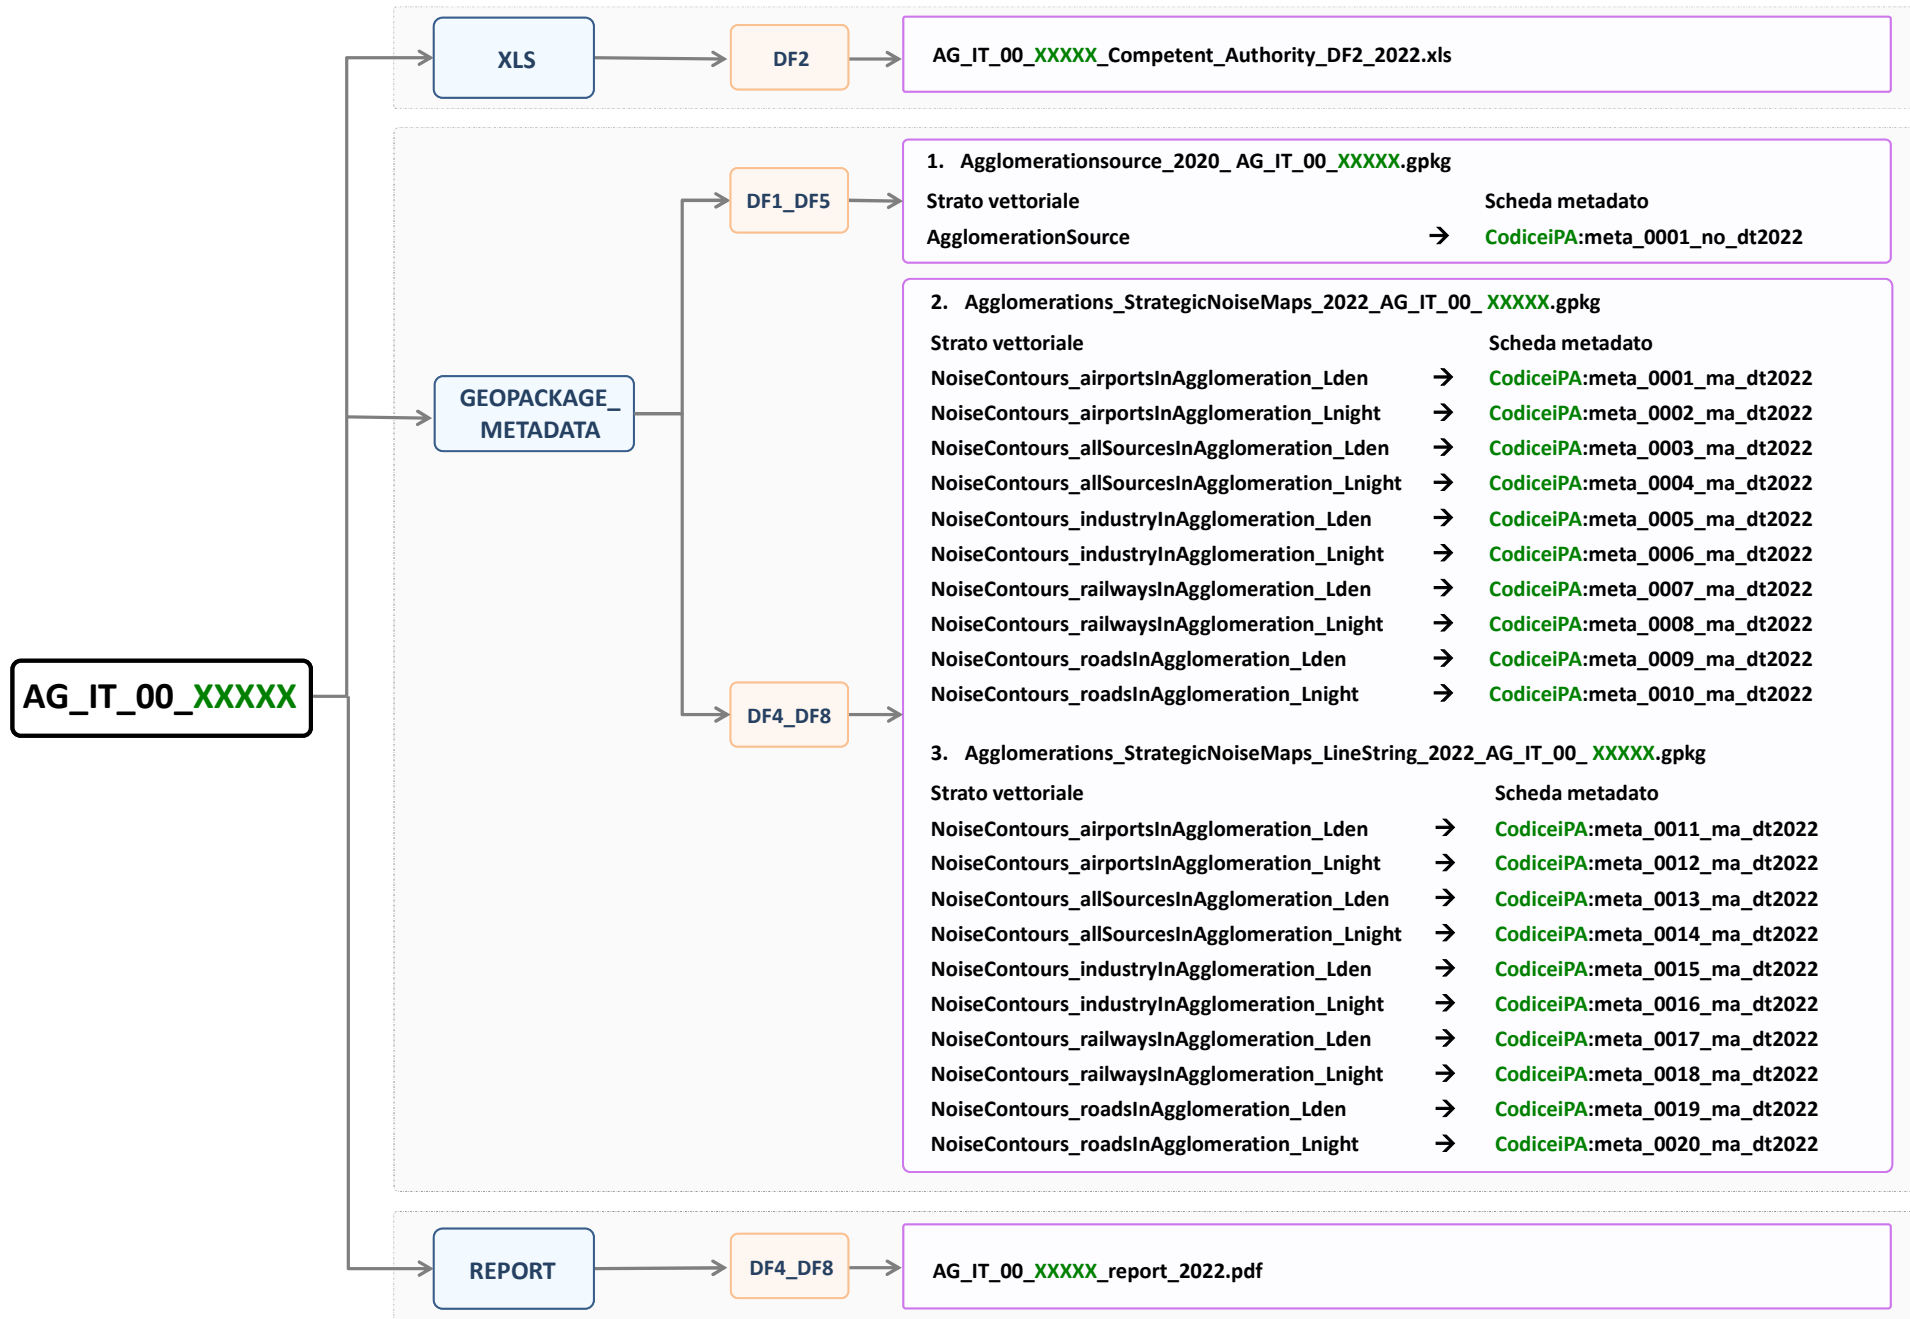 AG_IT_00_XXXXX
XLS
DF2
AG_IT_00_XXXXX_Competent_Authority_DF2_2022.xls
GEOPACKAGE_
METADATA
DF1_DF5
1. Agglomerationsource_2020_ AG_IT_00_XXXXX.gpkg
Strato vettoriale Scheda metadato
AgglomerationSource → CodiceiPA:meta_0001_no_dt2022
DF4_DF8
2. Agglomerations_StrategicNoiseMaps_2022_AG_IT_00_ XXXXX.gpkg
Strato vettoriale Scheda metadato
NoiseContours_airportsInAgglomeration_Lden → CodiceiPA:meta_0001_ma_dt2022
NoiseContours_airportsInAgglomeration_Lnight → CodiceiPA:meta_0002_ma_dt2022
NoiseContours_allSourcesInAgglomeration_Lden → CodiceiPA:meta_0003_ma_dt2022
NoiseContours_allSourcesInAgglomeration_Lnight → CodiceiPA:meta_0004_ma_dt2022
NoiseContours_industryInAgglomeration_Lden → CodiceiPA:meta_0005_ma_dt2022
NoiseContours_industryInAgglomeration_Lnight → CodiceiPA:meta_0006_ma_dt2022
NoiseContours_railwaysInAgglomeration_Lden → CodiceiPA:meta_0007_ma_dt2022
NoiseContours_railwaysInAgglomeration_Lnight → CodiceiPA:meta_0008_ma_dt2022
NoiseContours_roadsInAgglomeration_Lden → CodiceiPA:meta_0009_ma_dt2022
NoiseContours_roadsInAgglomeration_Lnight → CodiceiPA:meta_0010_ma_dt2022
3. Agglomerations_StrategicNoiseMaps_LineString_2022_AG_IT_00_ XXXXX.gpkg
Strato vettoriale Scheda metadato
NoiseContours_airportsInAgglomeration_Lden → CodiceiPA:meta_0011_ma_dt2022
NoiseContours_airportsInAgglomeration_Lnight → CodiceiPA:meta_0012_ma_dt2022
NoiseContours_allSourcesInAgglomeration_Lden → CodiceiPA:meta_0013_ma_dt2022
NoiseContours_allSourcesInAgglomeration_Lnight → CodiceiPA:meta_0014_ma_dt2022
NoiseContours_industryInAgglomeration_Lden → CodiceiPA:meta_0015_ma_dt2022
NoiseContours_industryInAgglomeration_Lnight → CodiceiPA:meta_0016_ma_dt2022
NoiseContours_railwaysInAgglomeration_Lden → CodiceiPA:meta_0017_ma_dt2022
NoiseContours_railwaysInAgglomeration_Lnight → CodiceiPA:meta_0018_ma_dt2022
NoiseContours_roadsInAgglomeration_Lden → CodiceiPA:meta_0019_ma_dt2022
NoiseContours_roadsInAgglomeration_Lnight → CodiceiPA:meta_0020_ma_dt2022
REPORT
DF4_DF8
AG_IT_00_XXXXX_report_2022.pdf